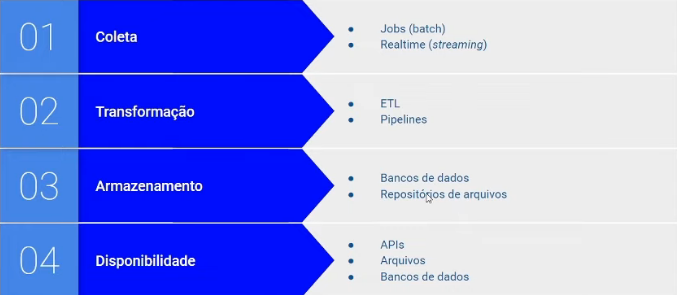 01
Coleta
Jobs (batch)
Realtime (streaming)
02
Transformação
ETL
Pipelines
03
Armazenamento
Bancos de dados
Repositórios de arquivos
04
Disponibilidade
APIs
Arquivos
Bancos de dados